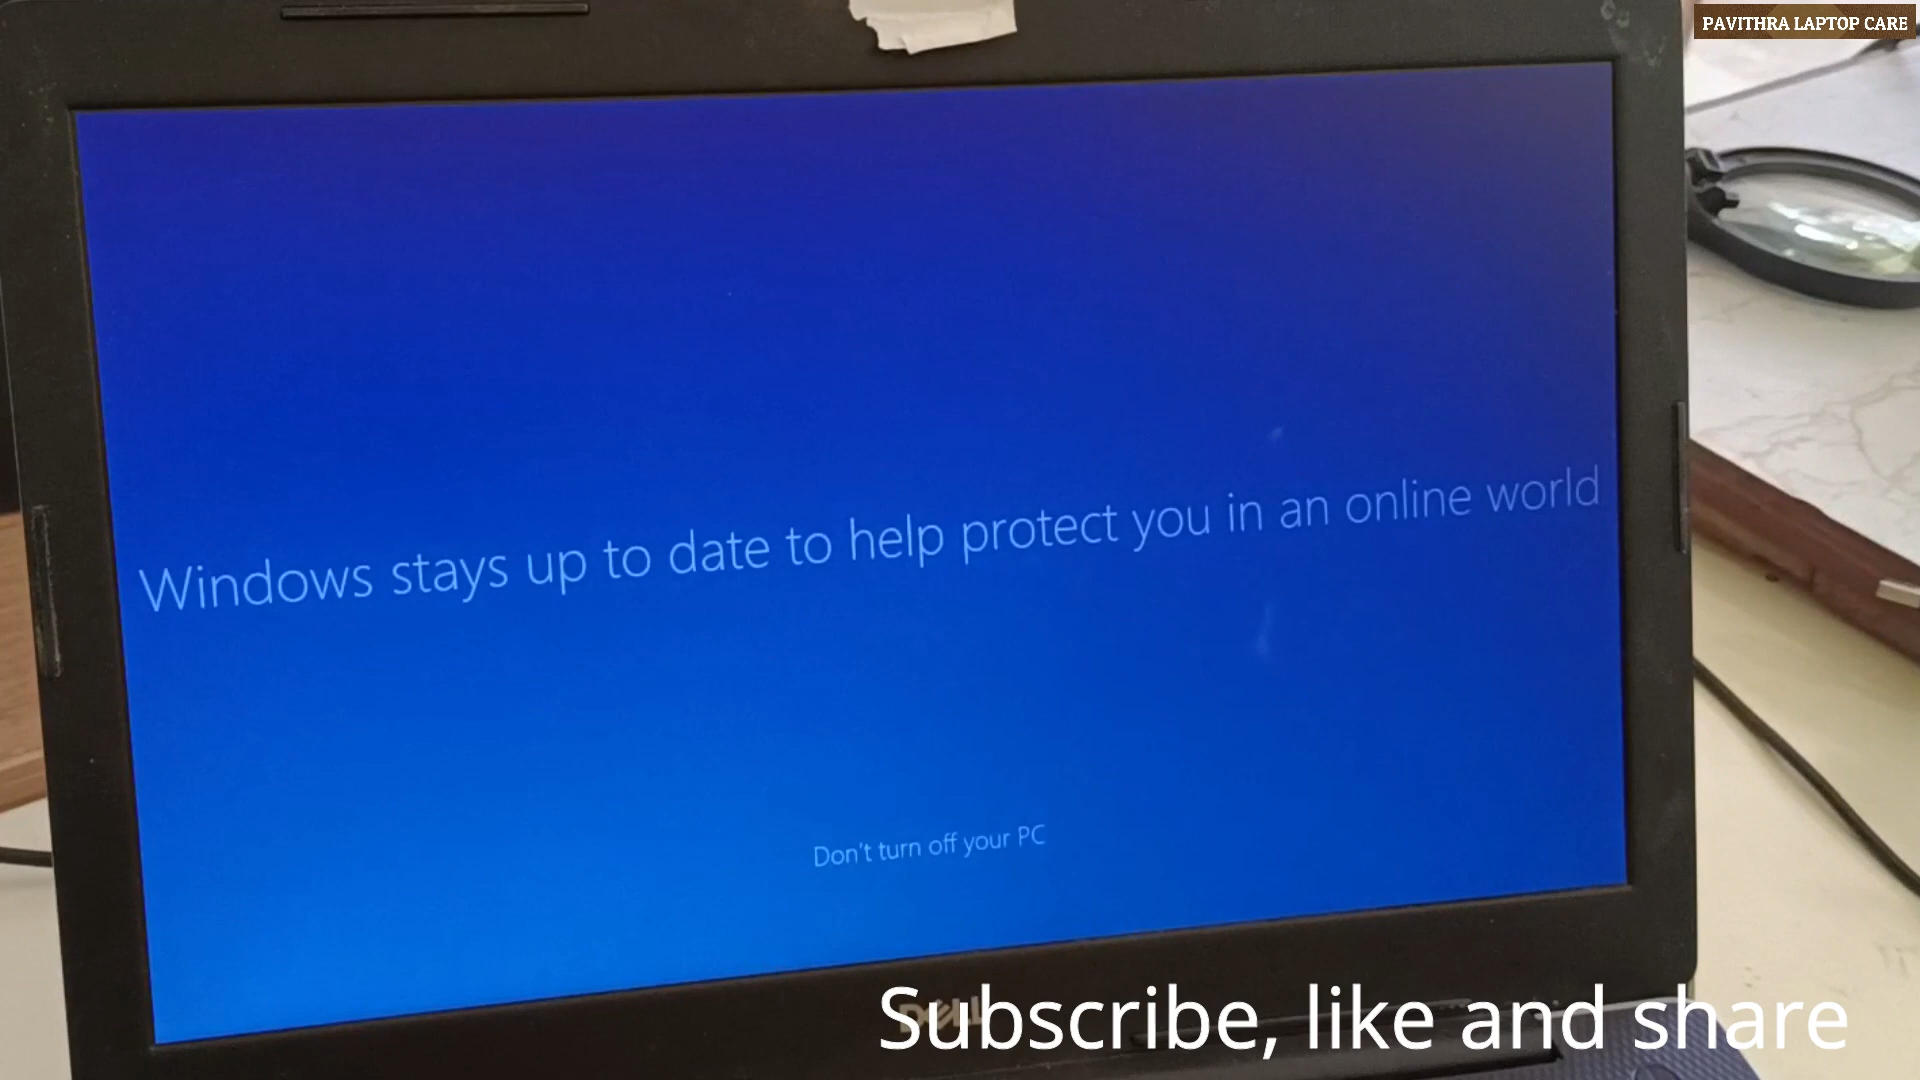 PAVITHRA LAPTOP CARE
Windows stays up to date to help protect you in an online world
Don't turn off your PC
DELL
Subscribe, like and share